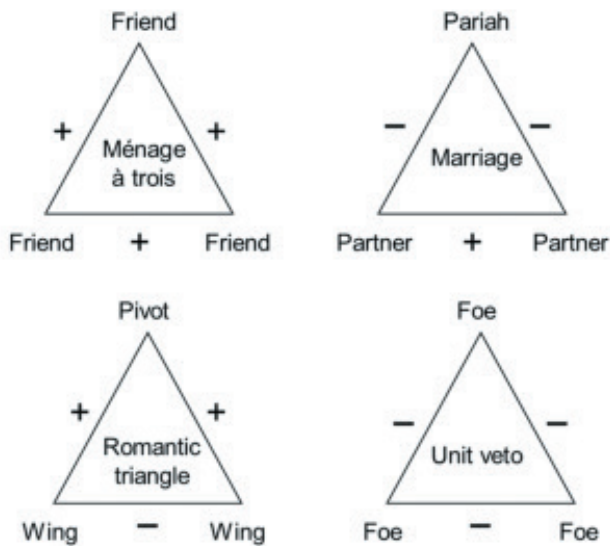 Friend
+ +
Ménage
à trois
Friend + Friend
Pariah
− −
Marriage
Partner + Partner
Pivot
+ +
Romantic
triangle
Wing − Wing
Foe
− −
Unit veto
Foe − Foe